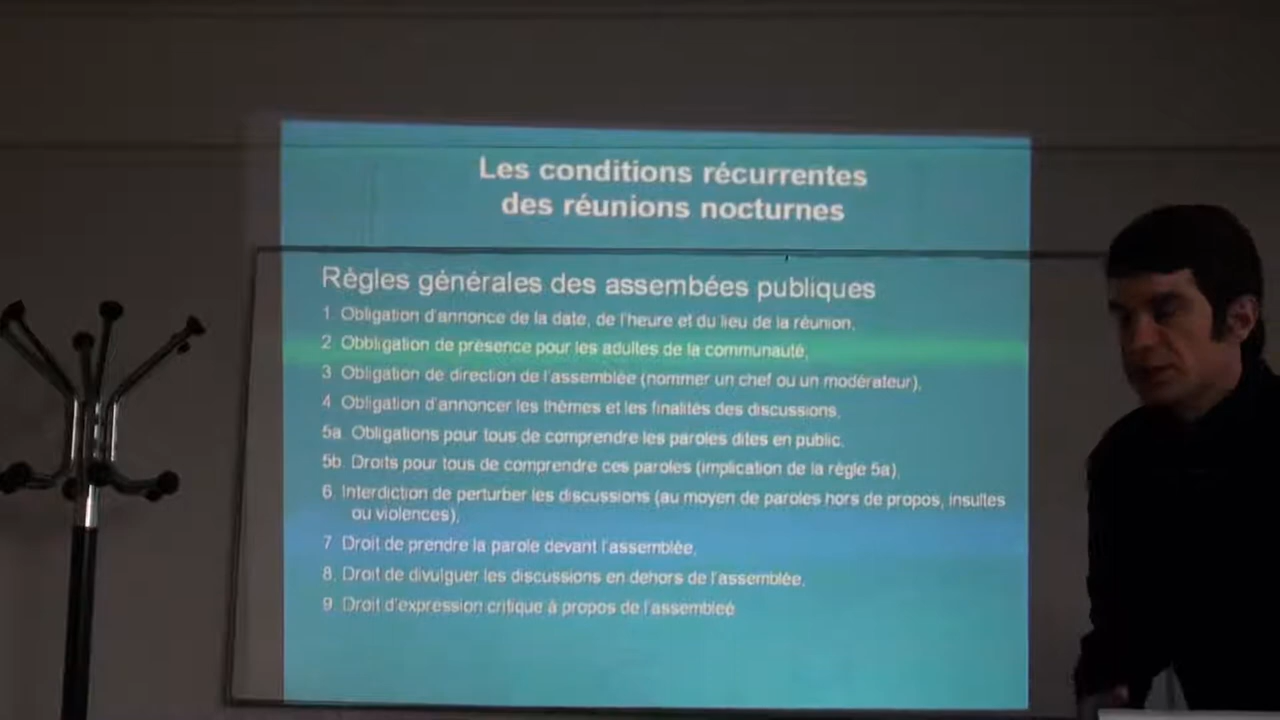 Les conditions récurrentes
des réunions nocturnes
Règles générales des assembées publiques
1. Obligation d'annonce de la date, de l'heure et du lieu de la réunion,
2 Obbligation de présence pour les adultes de la communauté,
3 Obligation de direction de l'assemblée (nommer un chef ou un modérateur),
4 Obligation d'annoncer les thèmes et les finalités des discussions,
5a. Obligations pour tous de comprendre les paroles dites en public.
5b. Droits pour tous de comprendre ces paroles (implication de la règle 5a),
6. Interdiction de perturber les discussions (au moyen de paroles hors de propos, insultes
ou violences),
7 Droit de prendre la parole devant l'assemblée,
8. Droit de divulguer les discussions en dehors de l'assemblée,
9. Droit d'expression critique à propos de l'assembleé